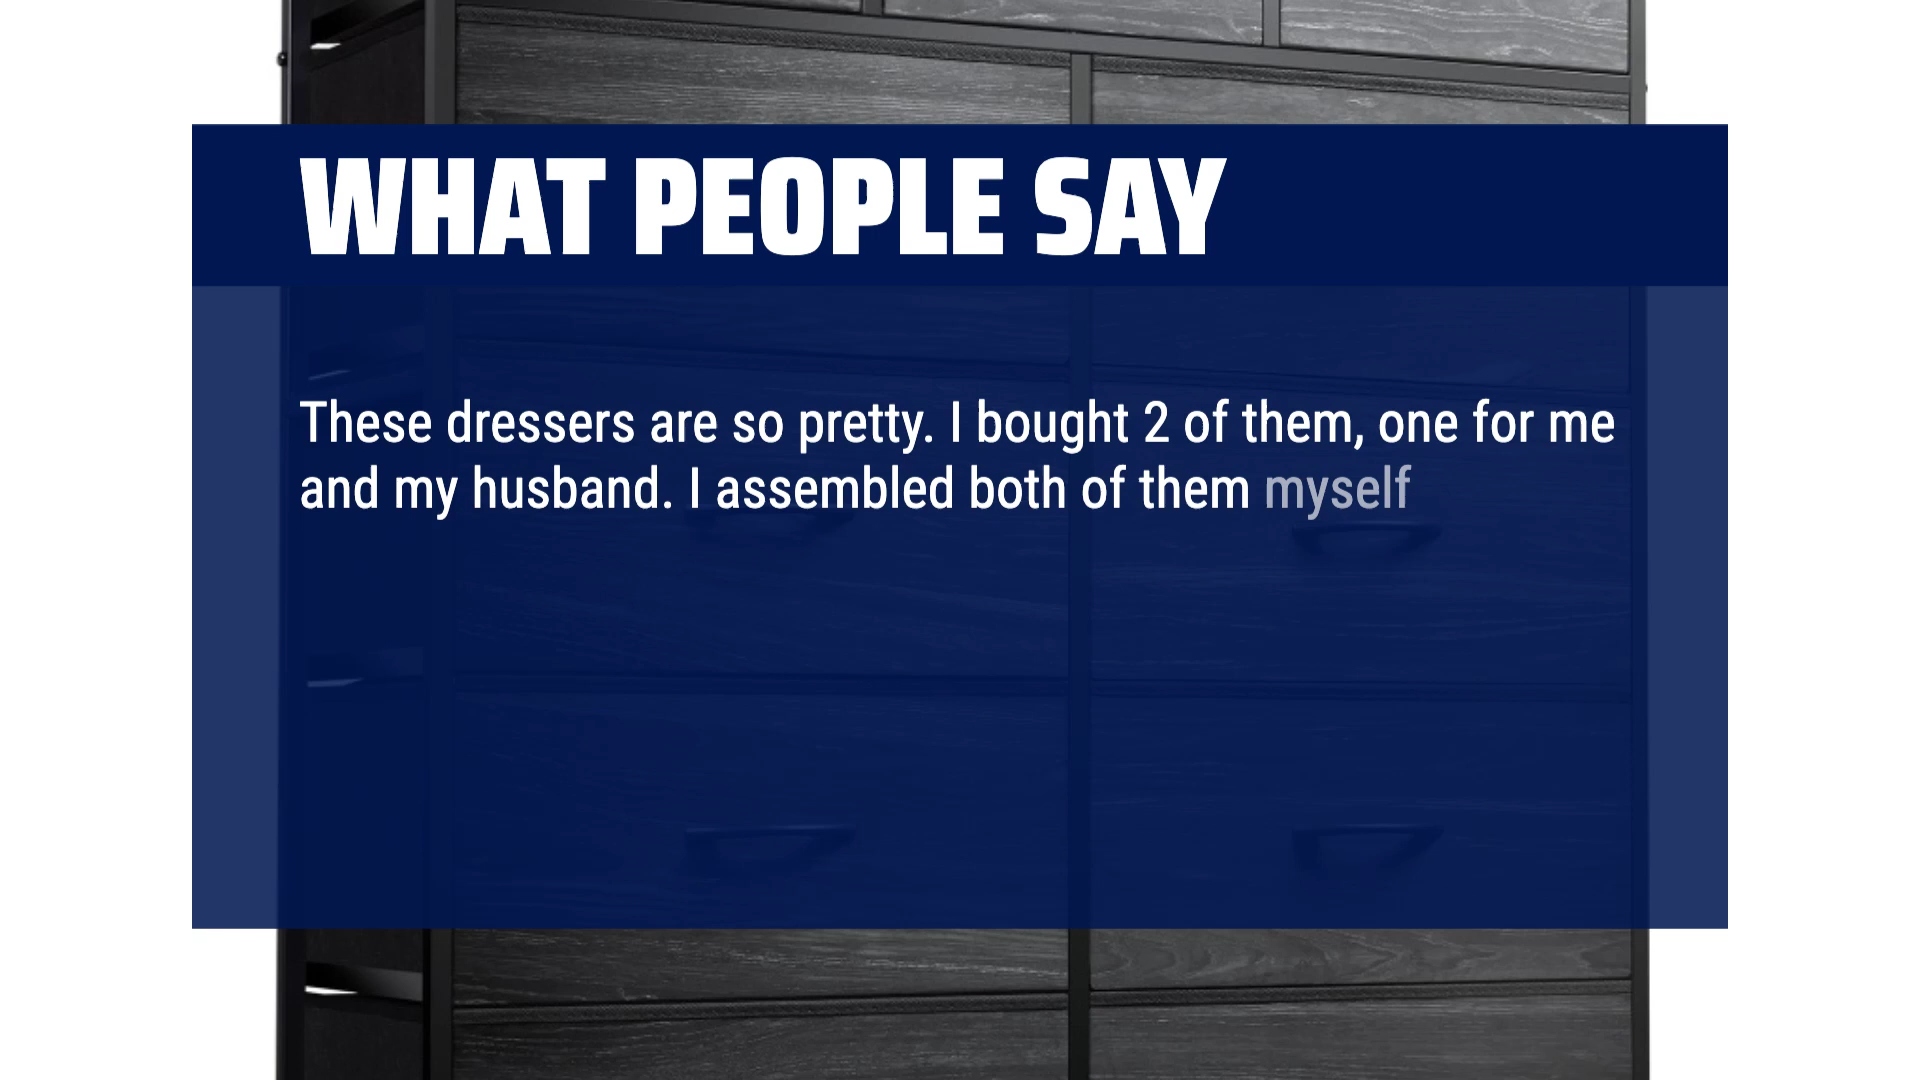 WHAT PEOPLE SAY
These dressers are so pretty. I bought 2 of them, one for me
and my husband. I assembled both of them myself